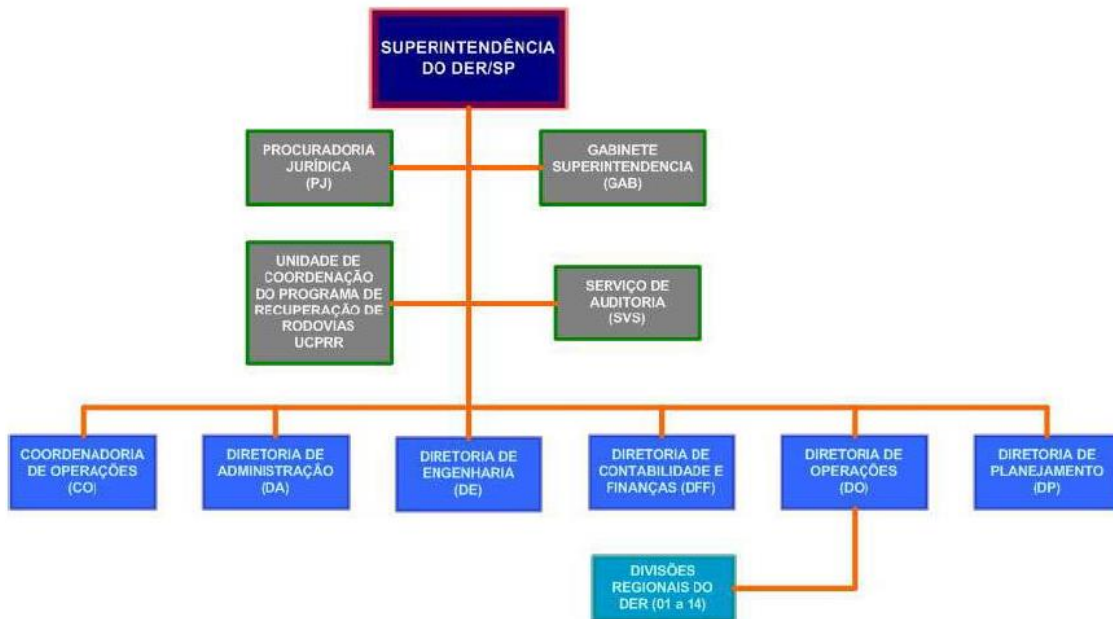 SUPERINTENDÊNCIA
DO DER/SP
PROCURADORIA
JURÍDICA
(PJ)
GABINETE
SUPERINTENDENCIA
(GAB)
UNIDADE DE
COORDENAÇÃO
DO PROGRAMA DE
RECUPERAÇÃO DE
RODOVIAS
UCPRR
SERVIÇO DE
AUDITORIA
(SVS)
COORDENADORIA
DE OPERAÇÕES
(CO)
DIRETORIA DE
ADMINISTRAÇÃO
(DA)
DIRETORIA DE
ENGENHARIA
(DE)
DIRETORIA DE
CONTABILIDADE E
FINANÇAS (DFF)
DIRETORIA DE
OPERAÇÕES
(DO)
DIRETORIA DE
PLANEJAMENTO
(DP)
DIVISÕES
REGIONAIS DO
DER (01 a 14)